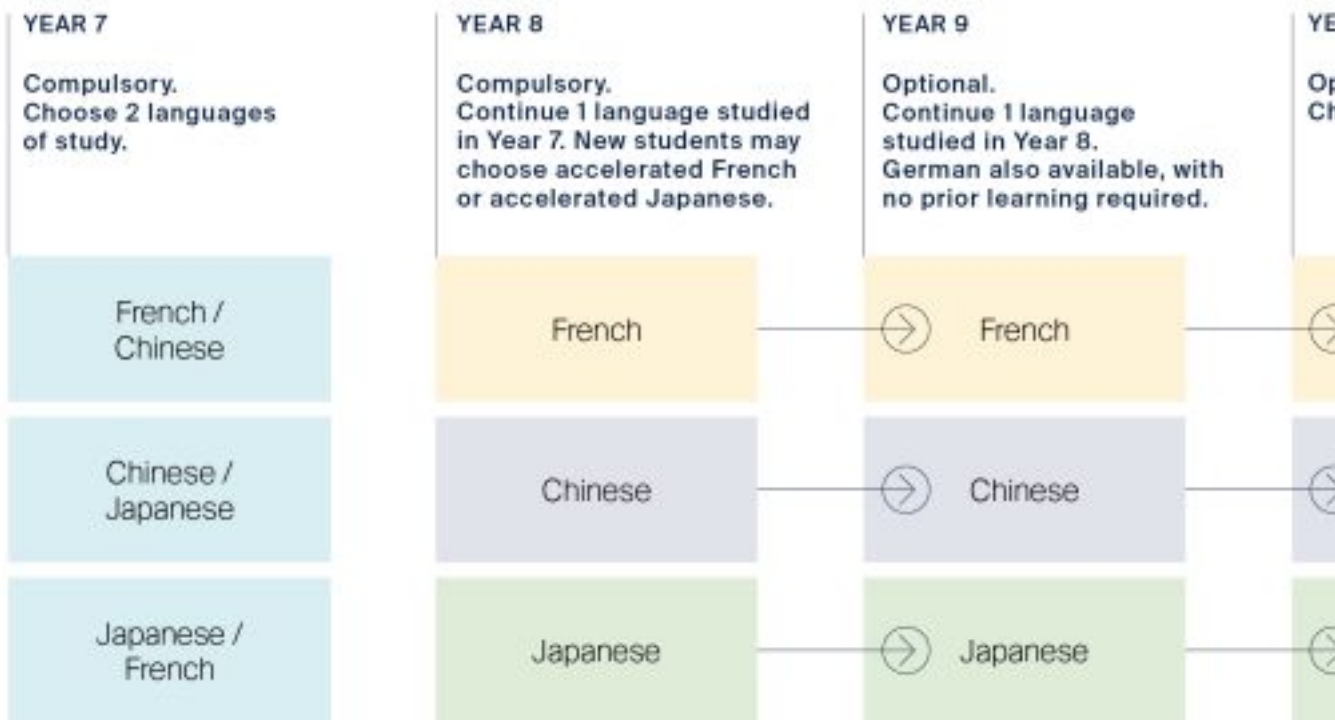 YEAR 7
Compulsory.
Choose 2 languages
of study.
YEAR 8
Compulsory.
Continue 1 language studied
in Year 7. New students may
choose accelerated French
or accelerated Japanese.
YEAR 9
Optional.
Continue 1 language
studied in Year 8.
German also available, with
no prior learning required.
French /
Chinese
French
French
Chinese /
Japanese
Chinese
Chinese
Japanese /
French
Japanese
Japanese